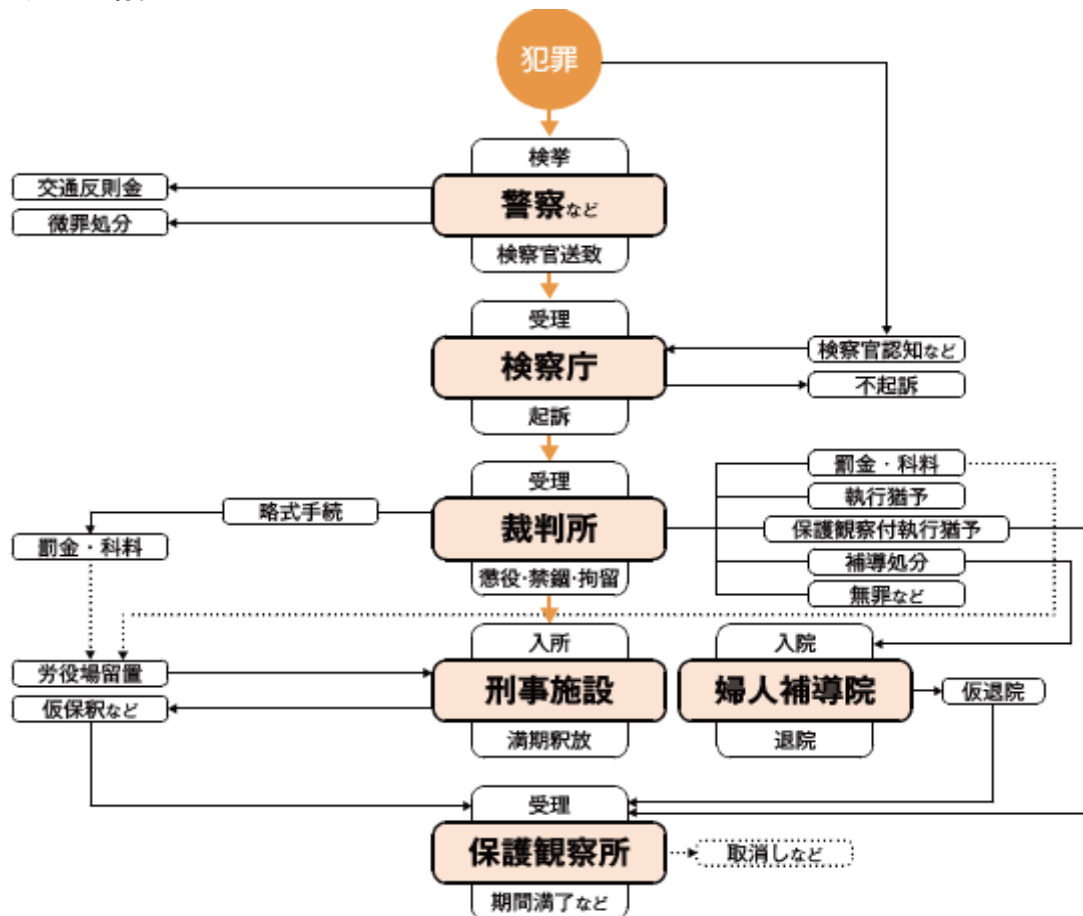 犯罪
検挙
警察など
検察官送致
交通反則金
微罪処分
受理
検察庁
起訴
検察官認知など
不起訴
受理
裁判所
懲役・禁錮・拘留
略式手続
罰金・科料
罰金・科料
執行猶予
保護観察付執行猶予
補導処分
無罪など
入所
刑事施設
満期釈放
労役場留置
仮保釈など
入院
婦人補導院
退院
仮退院
受理
保護観察所
期間満了など
取消しなど